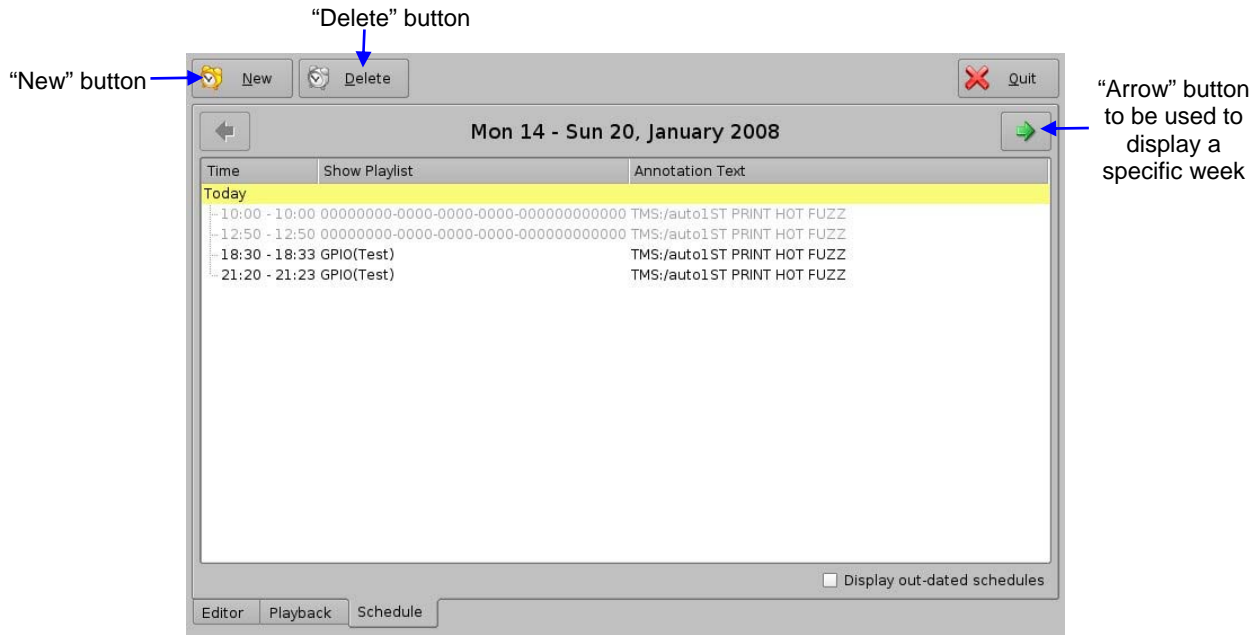 “Delete” button
“New” button
New
Delete
Quit
“Arrow” button
to be used to
display a
specific week
Mon 14 - Sun 20, January 2008
Time Show Playlist Annotation Text
Today
10:00 - 10:00 00000000-0000-0000-0000-000000000000 TMS:/auto1ST PRINT HOT FUZZ
12:50 - 12:50 00000000-0000-0000-0000-000000000000 TMS:/auto1ST PRINT HOT FUZZ
18:30 - 18:33 GPIO(Test) TMS:/auto1ST PRINT HOT FUZZ
21:20 - 21:23 GPIO(Test) TMS:/auto1ST PRINT HOT FUZZ
Display out-dated schedules
Editor Playback Schedule